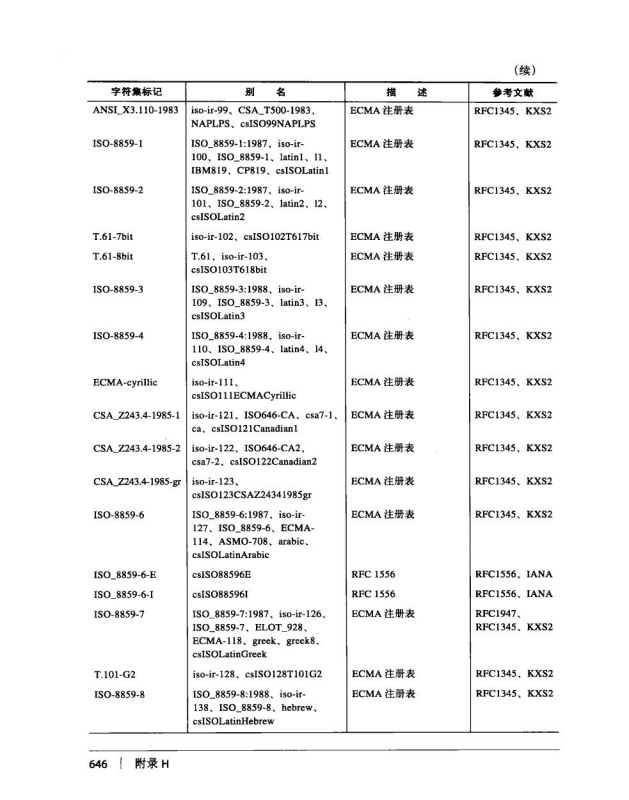 （续）
字符集标记 别 名 描 述 参考文献
ANSI_X3.110-1983 iso-ir-99、CSA_T500-1983、 ECMA 注册表 RFC1345、KXS2
NAPLPS、csISO99NAPLPS
ISO-8859-1 ISO_8859-1:1987、iso-ir- ECMA 注册表 RFC1345、KXS2
100、ISO_8859-1、latin1、l1、
IBM819、CP819、csISOLatin1
ISO-8859-2 ISO_8859-2:1987、iso-ir- ECMA 注册表 RFC1345、KXS2
101、ISO_8859-2、latin2、l2、
csISOLatin2
T.61-7bit iso-ir-102、csISO102T617bit ECMA 注册表 RFC1345、KXS2
T.61-8bit T.61、iso-ir-103、 ECMA 注册表 RFC1345、KXS2
csISO103T618bit
ISO-8859-3 ISO_8859-3:1988、iso-ir- ECMA 注册表 RFC1345、KXS2
109、ISO_8859-3、latin3、l3、
csISOLatin3
ISO-8859-4 ISO_8859-4:1988、iso-ir- ECMA 注册表 RFC1345、KXS2
110、ISO_8859-4、latin4、l4、
csISOLatin4
ECMA-cyrillic iso-ir-111、 ECMA 注册表 RFC1345、KXS2
csISO111ECMACyrillic
CSA_Z243.4-1985-1 iso-ir-121、ISO646-CA、csa7-1、 ECMA 注册表 RFC1345、KXS2
ca、csISO121Canadian1
CSA_Z243.4-1985-2 iso-ir-122、ISO646-CA2、 ECMA 注册表 RFC1345、KXS2
csa7-2、csISO122Canadian2
CSA_Z243.4-1985-gr iso-ir-123、 ECMA 注册表 RFC1345、KXS2
csISO123CSAZ24341985gr
ISO-8859-6 ISO_8859-6:1987、iso-ir- ECMA 注册表 RFC1345、KXS2
127、ISO_8859-6、ECMA-
114、ASMO-708、arabic、
csISOLatinArabic
ISO_8859-6-E csISO88596E RFC 1556 RFC1556、IANA
ISO_8859-6-I csISO88596I RFC 1556 RFC1556、IANA
ISO-8859-7 ISO_8859-7:1987、iso-ir-126、 ECMA 注册表 RFC1947、
ISO_8859-7、ELOT_928、 RFC1345、KXS2
ECMA-118、greek、greek8、
csISOLatinGreek
T.101-G2 iso-ir-128、csISO128T101G2 ECMA 注册表 RFC1345、KXS2
ISO-8859-8 ISO_8859-8:1988、iso-ir- ECMA 注册表 RFC1345、KXS2
138、ISO_8859-8、hebrew、
csISOLatinHebrew
646 | 附录 H